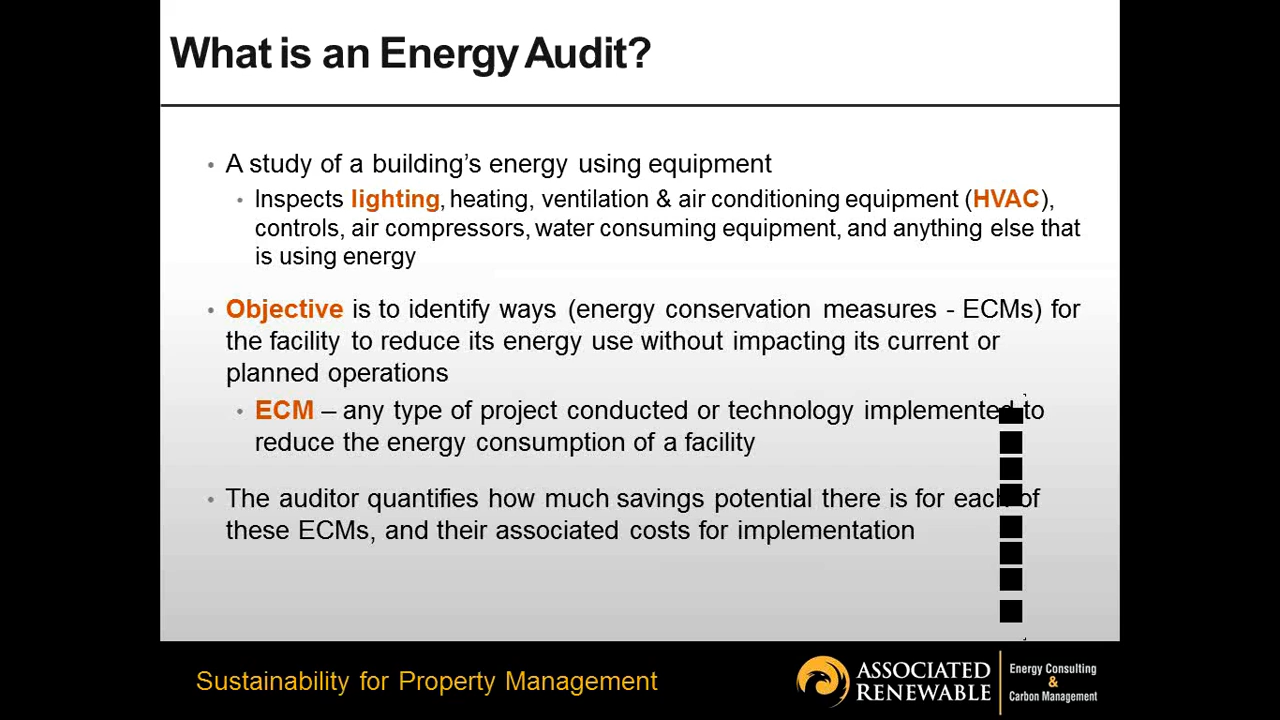 What is an Energy Audit?
• A study of a building's energy using equipment
• Inspects lighting, heating, ventilation & air conditioning equipment (HVAC),
controls, air compressors, water consuming equipment, and anything else that
is using energy
• Objective is to identify ways (energy conservation measures - ECMs) for
the facility to reduce its energy use without impacting its current or
planned operations
• ECM – any type of project conducted or technology implemented to
reduce the energy consumption of a facility
• The auditor quantifies how much savings potential there is for each of
these ECMs, and their associated costs for implementation
Sustainability for Property Management
ASSOCIATED
RENEWABLE
Energy Consulting
&
Carbon Management